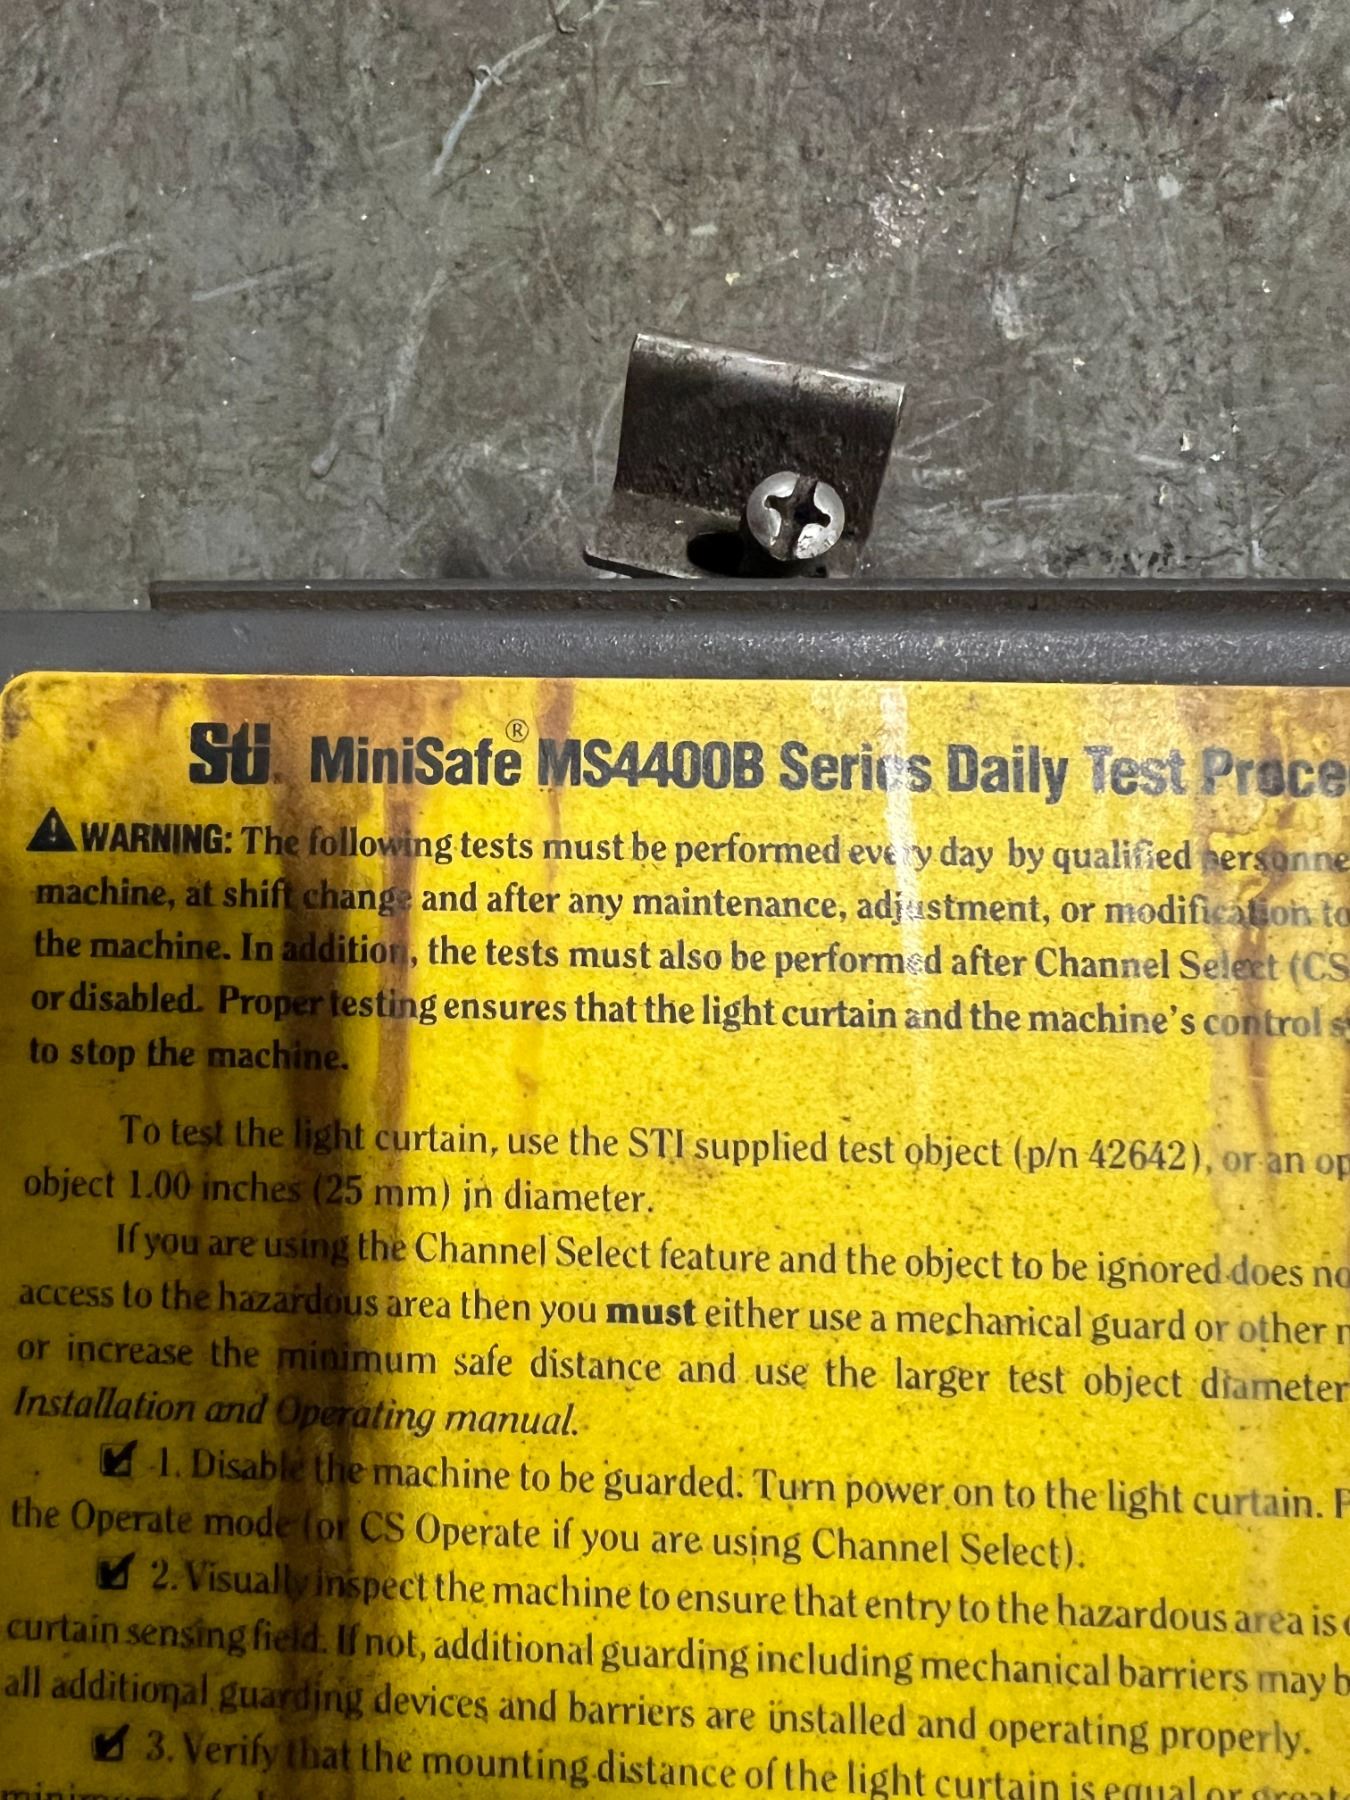 Sti MiniSafe® MS4400B Series Daily Test Proce
WARNING: The following tests must be performed every day by qualified personne
machine, at shift change and after any maintenance, adjustment, or modification to
the machine. In addition, the tests must also be performed after Channel Select (CS
or disabled. Proper testing ensures that the light curtain and the machine's control s
to stop the machine.
To test the light curtain, use the STI supplied test object (p/n 42642), or an op
object 1.00 inches (25 mm) in diameter.
If you are using the Channel Select feature and the object to be ignored does no
access to the hazardous area then you must either use a mechanical guard or other
or increase the minimum safe distance and use the larger test object diameter
Installation and Operating manual.
1. Disable the machine to be guarded. Turn power on to the light curtain. P
the Operate mode (or CS Operate if you are using Channel Select).
2. Visually inspect the machine to ensure that entry to the hazardous area is
curtain sensing field. If not, additional guarding including mechanical barriers may b
all additional guarding devices and barriers are installed and operating properly.
3. Verify that the mounting distance of the light curtain is equal or